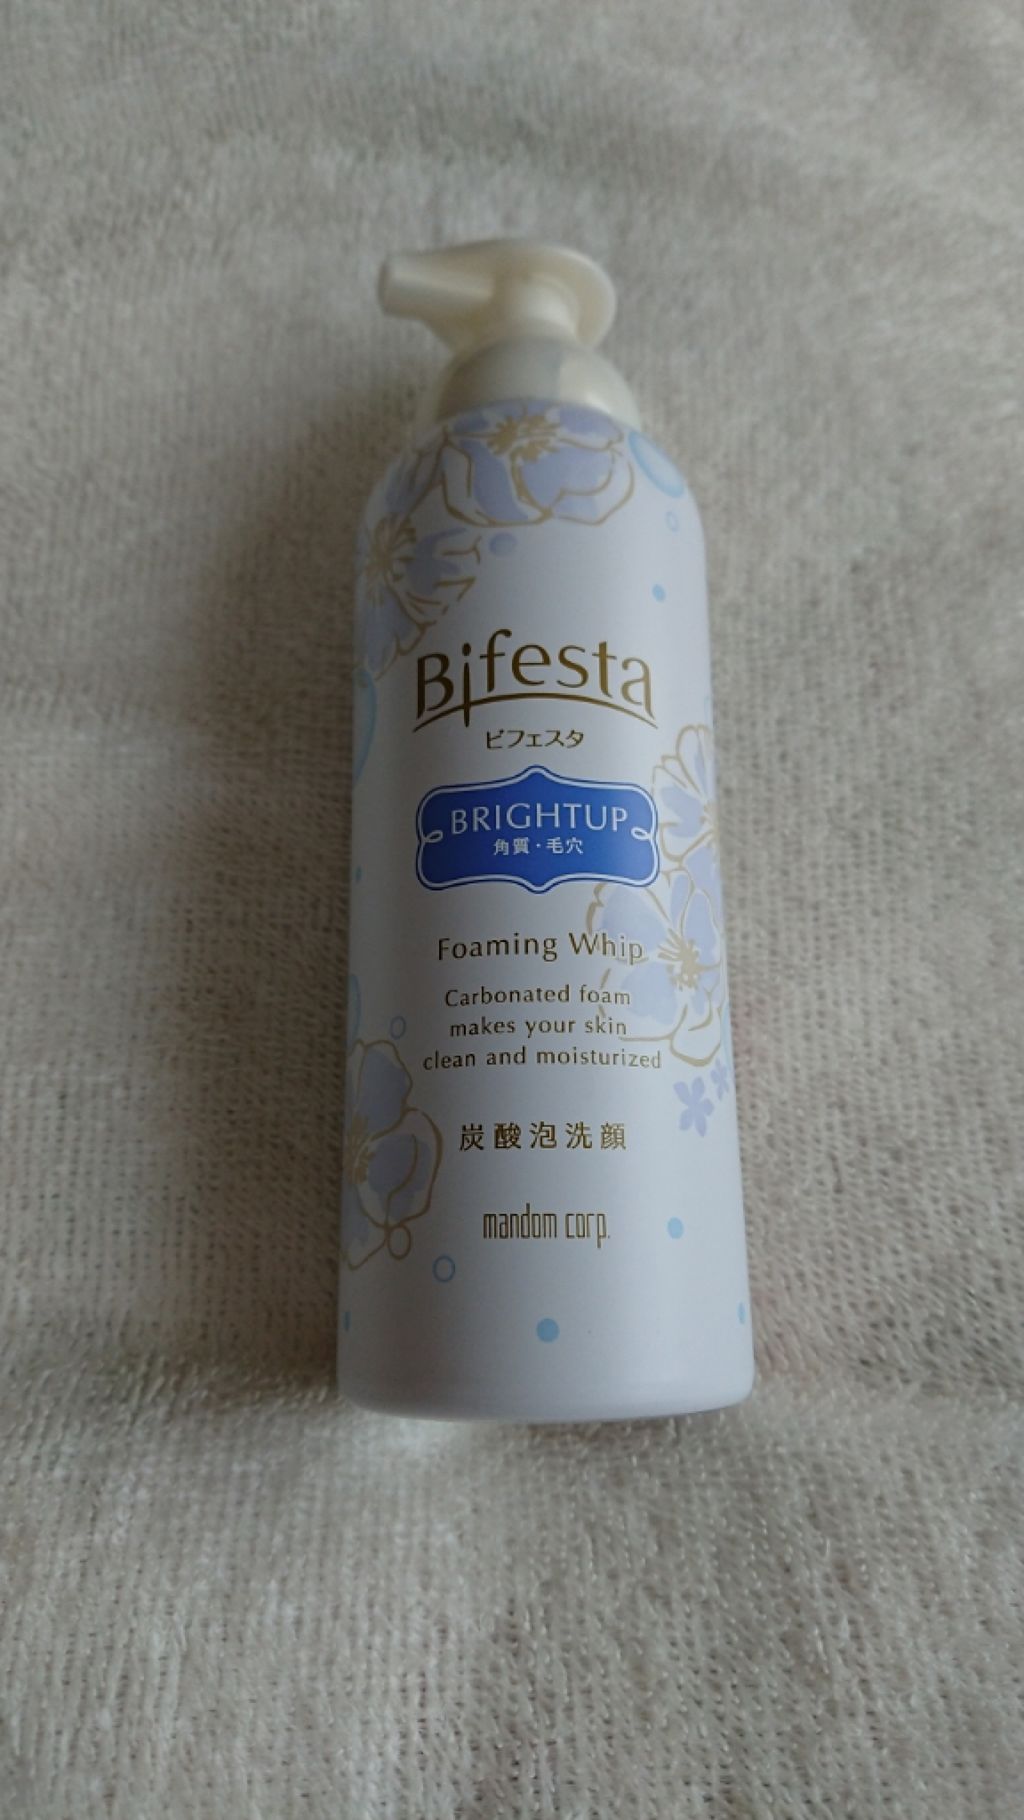 Bifesta
ビフェスタ
BRIGHTUP
角質・毛穴
Foaming Whip
Carbonated foam
makes your skin
clean and moisturized
炭酸泡洗顔
mandom corp.